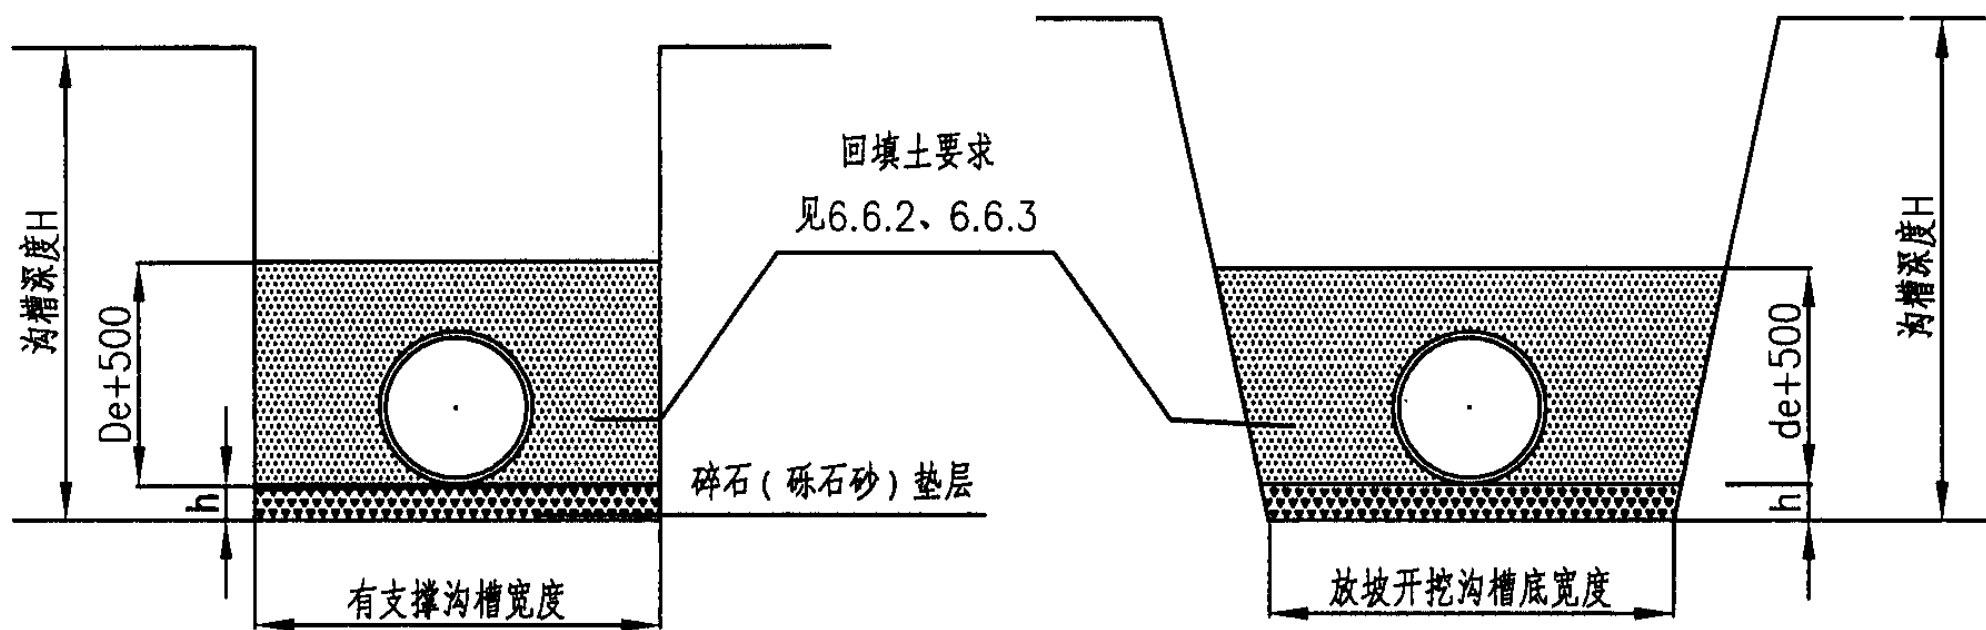 回填土要求
见6.6.2、6.6.3
沟槽深度H
De+500
h
碎石(砾石砂)垫层
有支撑沟槽宽度
沟槽深度H
de+500
h
放坡开挖沟槽底宽度